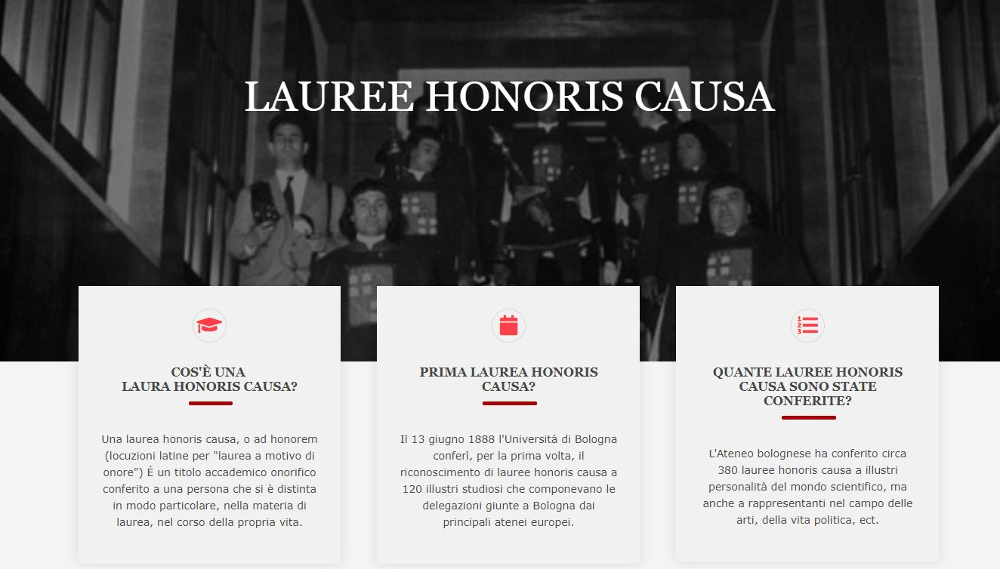 LAUREE HONORIS CAUSA
COS'È UNA
LAURA HONORIS CAUSA?
Una laurea honoris causa, o ad honorem
(locuzioni latine per "laurea a motivo di
onore") È un titolo accademico onorifico
conferito a una persona che si è distinta
in modo particolare, nella materia di
laurea, nel corso della propria vita.
PRIMA LAUREA HONORIS
CAUSA?
Il 13 giugno 1888 l'Università di Bologna
conferì, per la prima volta, il
riconoscimento di lauree honoris causa a
120 illustri studiosi che componevano le
delegazioni giunte a Bologna dai
principali atenei europei.
1
2
3
QUANTE LAUREE HONORIS
CAUSA SONO STATE
CONFERITE?
L'Ateneo bolognese ha conferito circa
380 lauree honoris causa a illustri
personalità del mondo scientifico, ma
anche a rappresentanti nel campo delle
arti, della vita politica, ect.